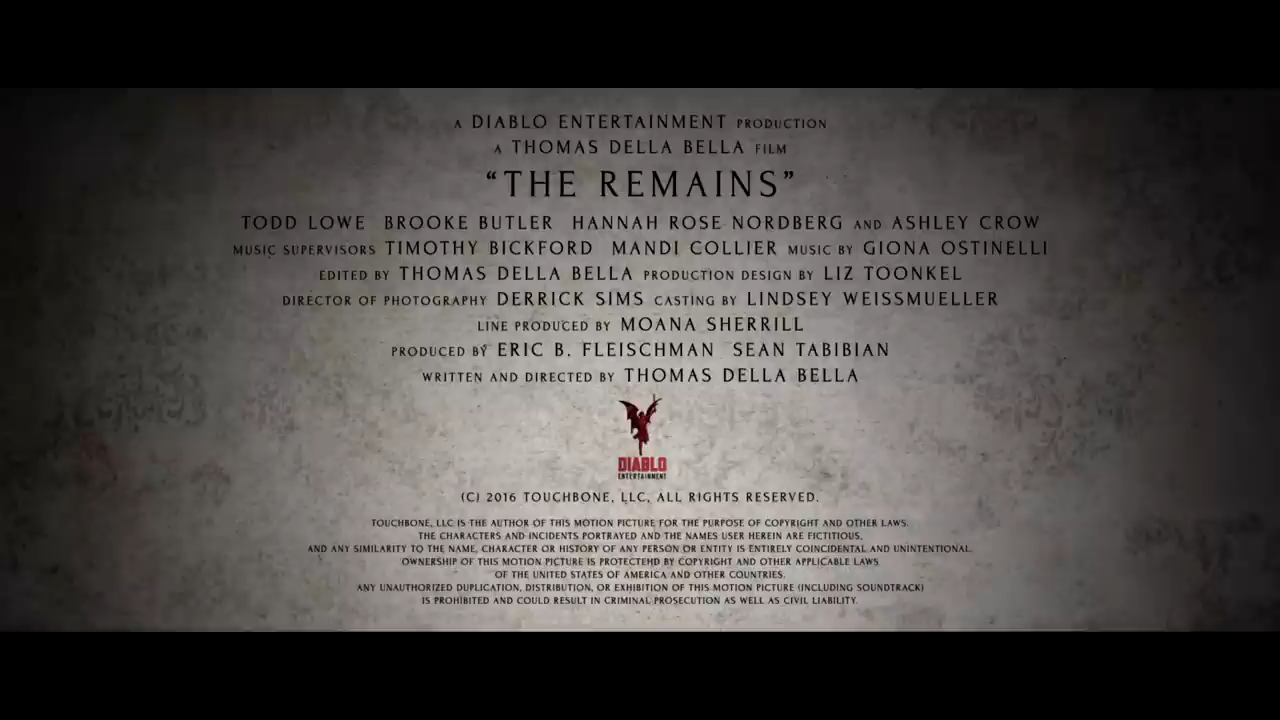 A DIABLO ENTERTAINMENT PRODUCTION
A THOMAS DELLA BELLA FILM
“THE REMAINS”
TODD LOWE BROOKE BUTLER HANNAH ROSE NORDBERG AND ASHLEY CROW
MUSIC SUPERVISORS TIMOTHY BICKFORD MANDI COLLIER MUSIC BY GIONA OSTINELLI
EDITED BY THOMAS DELLA BELLA PRODUCTION DESIGN BY LIZ TOONKEL
DIRECTOR OF PHOTOGRAPHY DERRICK SIMS CASTING BY LINDSEY WEISSMUELLER
LINE PRODUCED BY MOANA SHERRILL
PRODUCED BY ERIC B. FLEISCHMAN SEAN TABIBIAN
WRITTEN AND DIRECTED BY THOMAS DELLA BELLA
DIABLO
ENTERTAINMENT
(C) 2016 TOUCHBONE, LLC, ALL RIGHTS RESERVED.
TOUCHBONE, LLC IS THE AUTHOR OF THIS MOTION PICTURE FOR THE PURPOSE OF COPYRIGHT AND OTHER LAWS.
THE CHARACTERS AND INCIDENTS PORTRAYED AND THE NAMES USER HEREIN ARE FICTITIOUS,
AND ANY SIMILARITY TO THE NAME, CHARACTER OR HISTORY OF ANY PERSON OR ENTITY IS ENTIRELY COINCIDENTAL AND UNINTENTIONAL.
OWNERSHIP OF THIS MOTION PICTURE IS PROTECTEHD BY COPYRIGHT AND OTHER APPLICABLE LAWS
OF THE UNITED STATES OF AMERICA AND OTHER COUNTRIES.
ANY UNAUTHORIZED DUPLICATION, DISTRIBUTION, OR EXHIBITION OF THIS MOTION PICTURE (INCLUDING SOUNDTRACK)
IS PROHIBITED AND COULD RESULT IN CRIMINAL PROSECUTION AS WELL AS CIVIL LIABILITY.